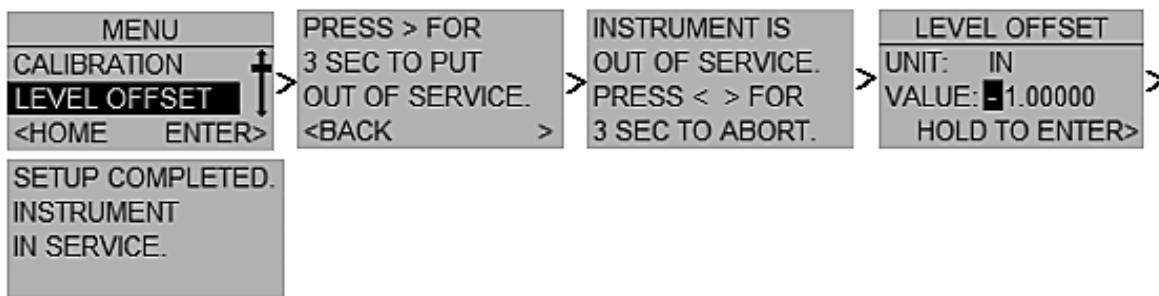 MENU
CALIBRATION
LEVEL OFFSET
<HOME ENTER>
>
PRESS > FOR
3 SEC TO PUT
OUT OF SERVICE.
<BACK >
>
INSTRUMENT IS
OUT OF SERVICE.
PRESS < > FOR
3 SEC TO ABORT.
>
LEVEL OFFSET
UNIT: IN
VALUE: -1.00000
HOLD TO ENTER>
>
SETUP COMPLETED.
INSTRUMENT
IN SERVICE.